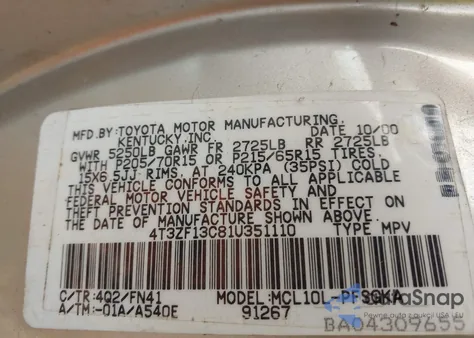 MFD.BY:TOYOTA MOTOR MANUFACTURING.
KENTUCKY,INC. DATE 10/00
GVWR 5250LB GAWR FR 2725LB RR 2725LB
WITH P205/70R15 OR P215/65R15 TIRES,
15X6.5JJ RIMS, AT 240KPA (35PSI) COLD
THIS VEHICLE CONFORMS TO ALL APPLICABLE
FEDERAL MOTOR VEHICLE SAFETY AND
THEFT PREVENTION STANDARDS IN EFFECT ON
THE DATE OF MANUFACTURE SHOWN ABOVE.
4T3ZF13C81U351110 TYPE MPV
C/TR:4Q2/FN41 MODEL:MCL10L-PFSGKA
A/TM:-01A/A540E 91267
SuraSnap
BA04309655